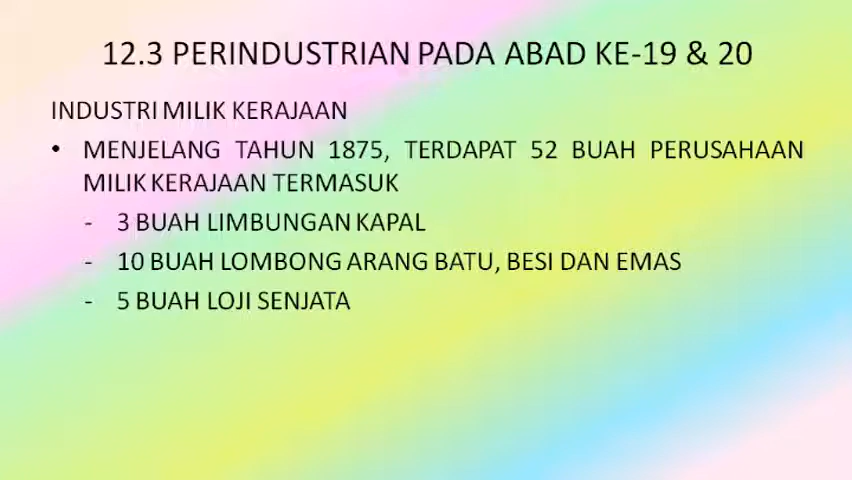 12.3 PERINDUSTRIAN PADA ABAD KE-19 & 20
INDUSTRI MILIK KERAJAAN
• MENJELANG TAHUN 1875, TERDAPAT 52 BUAH PERUSAHAAN
MILIK KERAJAAN TERMASUK
- 3 BUAH LIMBUNGAN KAPAL
- 10 BUAH LOMBONG ARANG BATU, BESI DAN EMAS
- 5 BUAH LOJI SENJATA